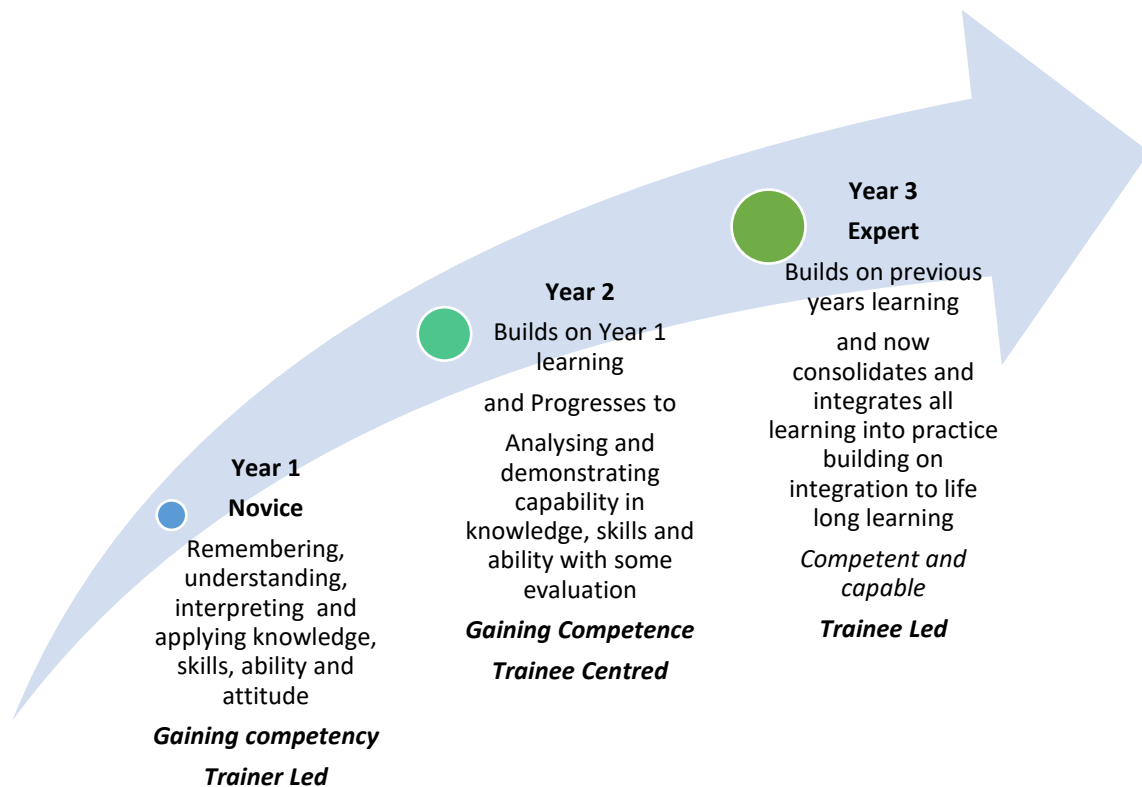 Year 1
Novice
Remembering,
understanding,
interpreting and
applying knowledge,
skills, ability and
attitude
Gaining competency
Trainer Led
Year 2
Builds on Year 1
learning
and Progresses to
Analysing and
demonstrating
capability in
knowledge, skills and
ability with some
evaluation
Gaining Competence
Trainee Centred
Year 3
Expert
Builds on previous
years learning
and now
consolidates and
integrates all
learning into practice
building on
integration to life
long learning
Competent and
capable
Trainee Led